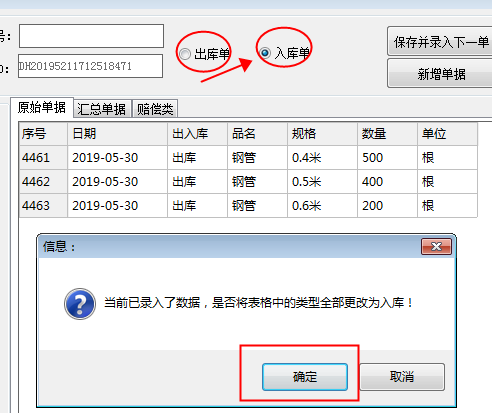 号:
出库单 入库单
保存并录入下一单
D: DH20195211712518471
新增单据
原始单据 汇总单据 赔偿类
序号 日期 出入库 品名 规格 数量 单位
4461 2019-05-30 出库 钢管 0.4米 500 根
4462 2019-05-30 出库 钢管 0.5米 400 根
4463 2019-05-30 出库 钢管 0.6米 200 根
信息:
当前已录入了数据,是否将表格中的类型全部更改为入库!
确定 取消